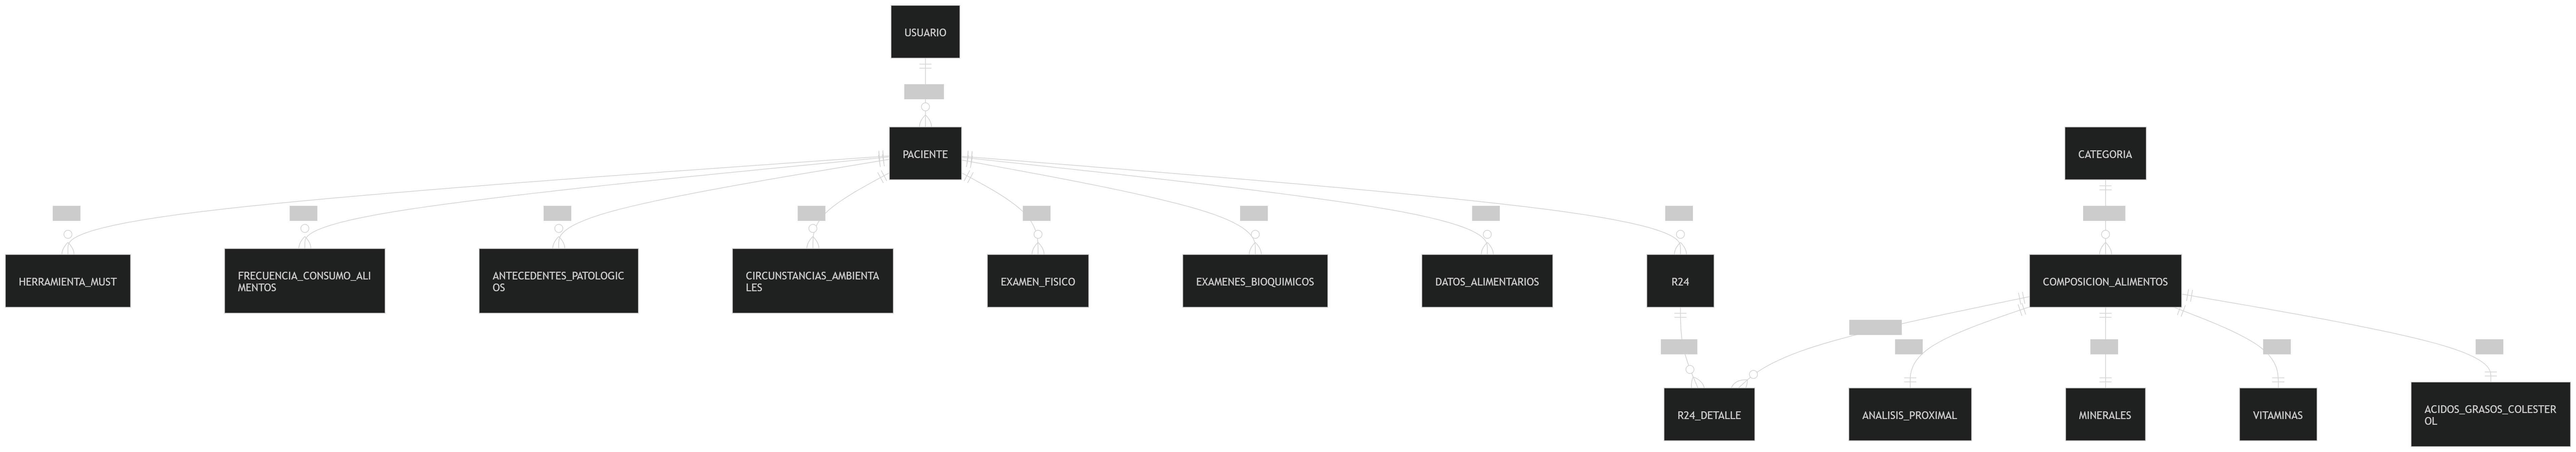 USUARIO
PACIENTE
CATEGORIA
HERRAMIENTA_MUST
FRECUENCIA_CONSUMO_ALI
MENTOS
ANTECEDENTES_PATOLOGIC
OS
CIRCUNSTANCIAS_AMBIENTA
LES
EXAMEN_FISICO
EXAMENES_BIOQUIMICOS
DATOS_ALIMENTARIOS
R24
COMPOSICION_ALIMENTOS
R24_DETALLE
ANALISIS_PROXIMAL
MINERALES
VITAMINAS
ACIDOS_GRASOS_COLESTER
OL